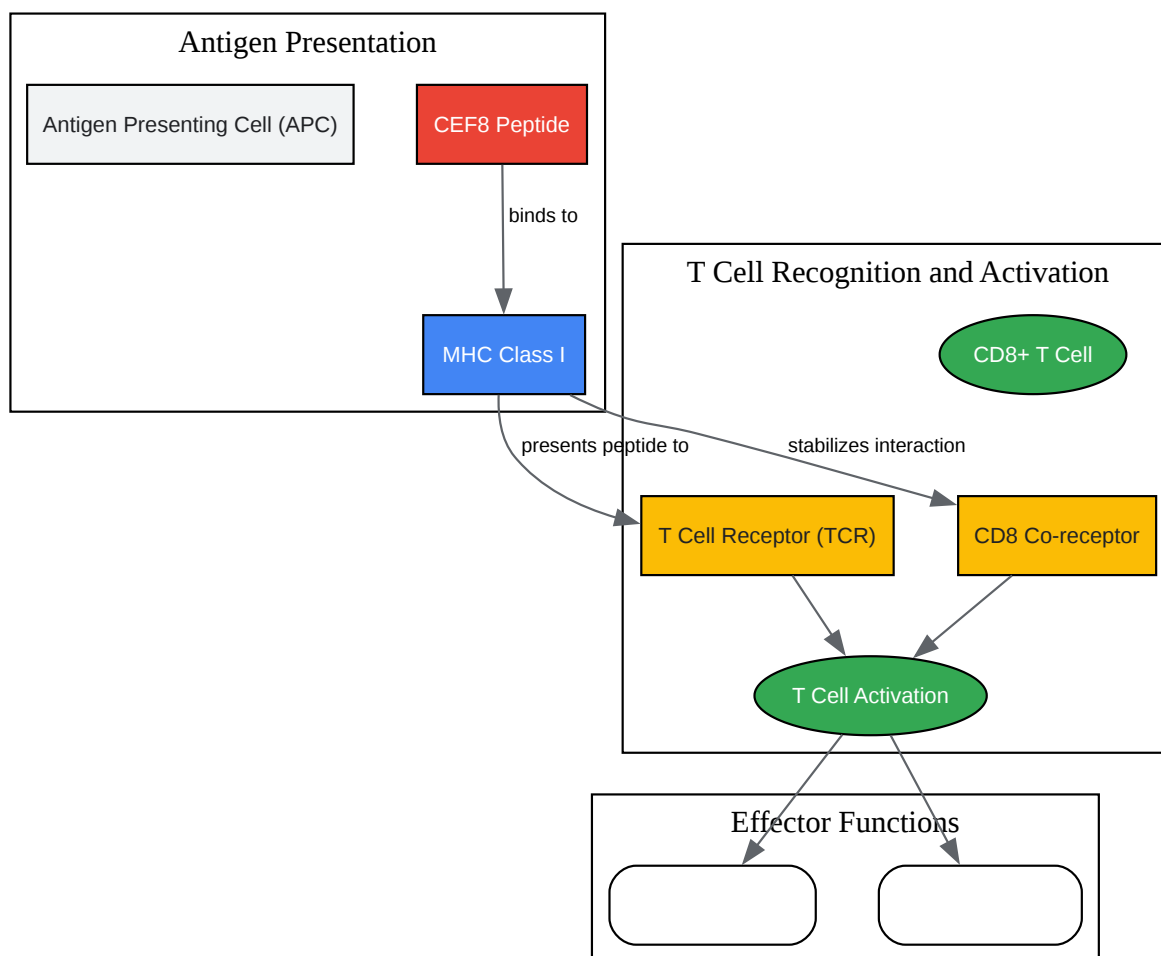 Antigen Presentation
Antigen Presenting Cell (APC)
CEF8 Peptide
binds to
MHC Class I
T Cell Recognition and Activation
CD8+ T Cell
presents peptide to
stabilizes interaction
T Cell Receptor (TCR)
CD8 Co-receptor
T Cell Activation
Effector Functions